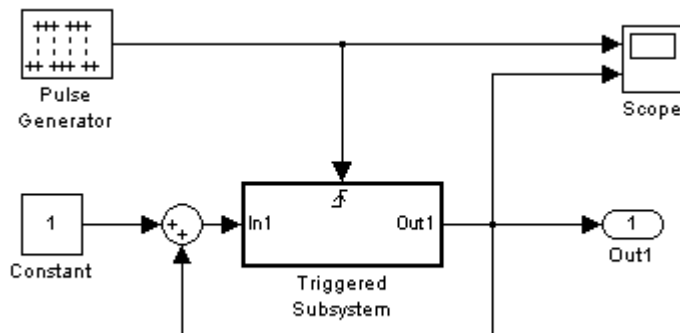 Pulse
Generator
Scope
1
Constant
+
+
In1
Out1
Triggered
Subsystem
1
Out1